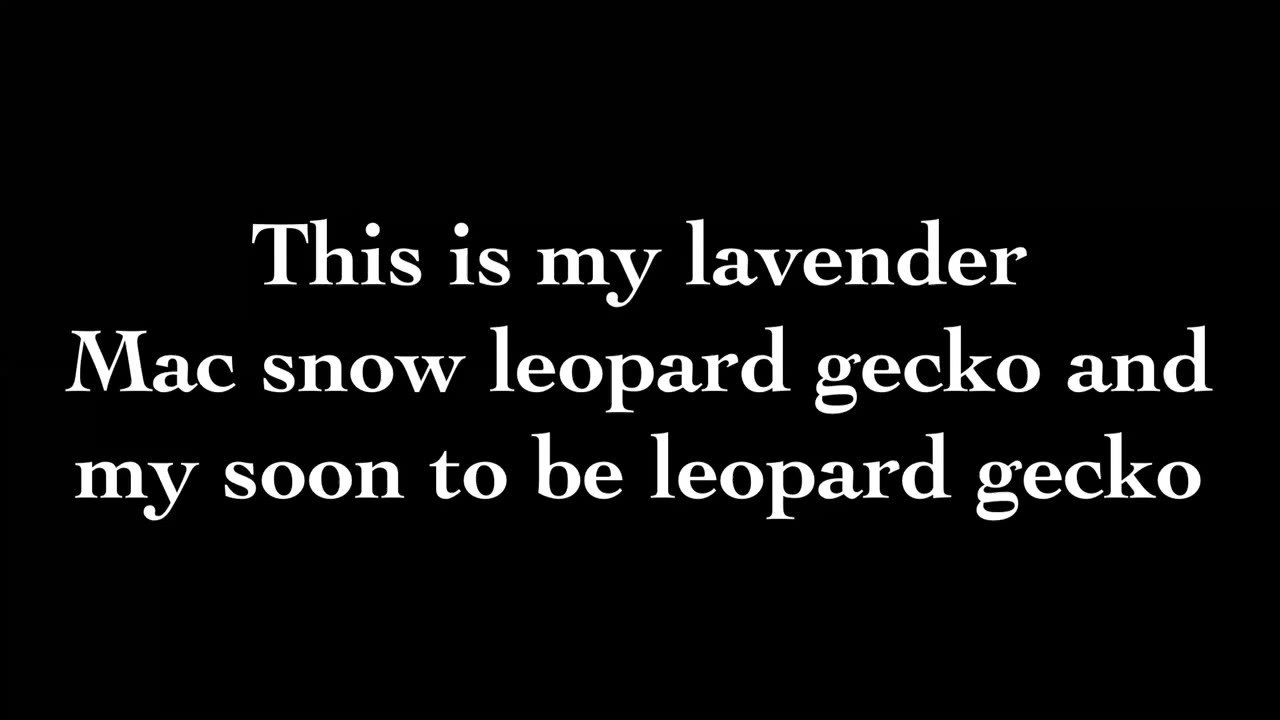 This is my lavender
Mac snow leopard gecko and
my soon to be leopard gecko